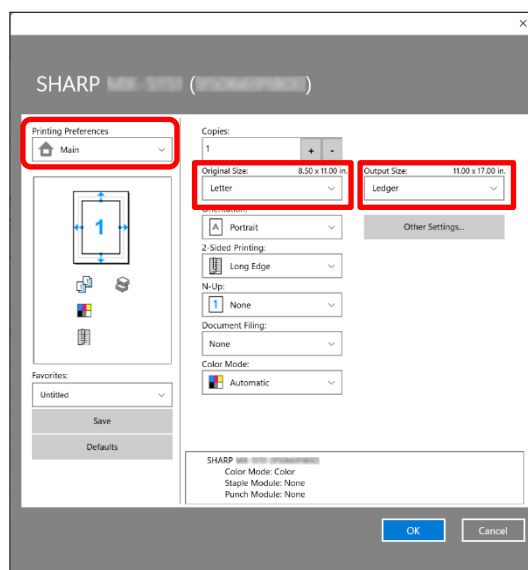 SHARP ( )
Printing Preferences
Main
Copies:
1
+ -
Original Size: 8.50 x 11.00 in.
Letter
Output Size: 11.00 x 17.00 in.
Ledger
Orientation:
Portrait
Other Settings...
2-Sided Printing:
Long Edge
1
N-Up:
1 None
Document Filing:
None
Color Mode:
Automatic
Favorites:
Untitled
Save
Defaults
SHARP
Color Mode: Color
Staple Module: None
Punch Module: None
OK Cancel